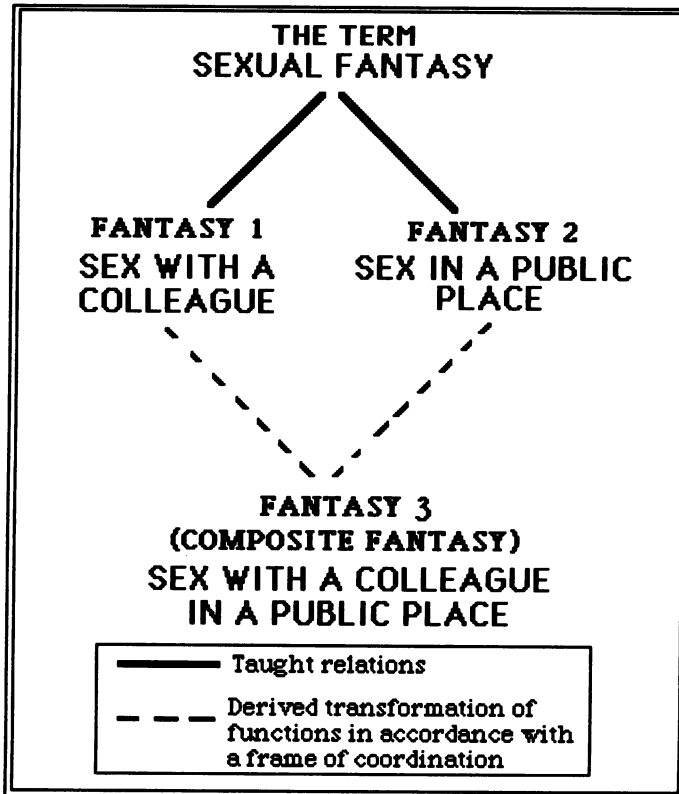 THE TERM
SEXUAL FANTASY
FANTASY 1
SEX WITH A
COLLEAGUE
FANTASY 2
SEX IN A PUBLIC
PLACE
FANTASY 3
(COMPOSITE FANTASY)
SEX WITH A COLLEAGUE
IN A PUBLIC PLACE
Taught relations
Derived transformation of
functions in accordance with
a frame of coordination